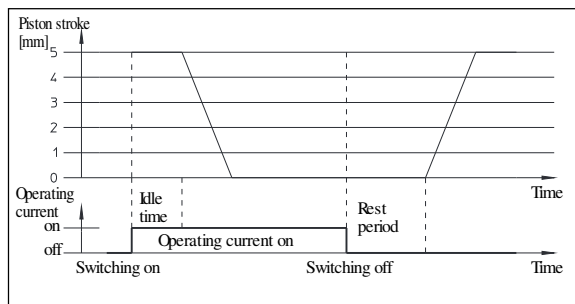 Piston stroke
[mm]
5
4
3
2
1
0
Time
Operating
current
on
off
Idle
time
Rest
period
Operating current on
Time
Switching on
Switching off